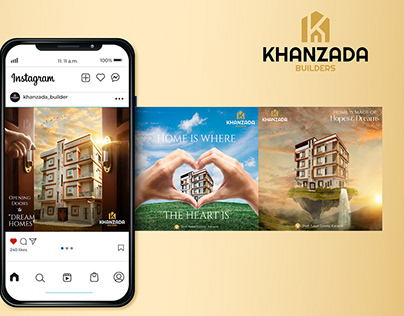 11: 11 a.m.
100%
Instagram
khanzada_builder
OPENING
DOORS
"DREAM
HOMES"
KHANZADA
240 likes
KHANZADA
HOME IS WHERE
THE HEART IS
KHANZADA
HOME IS MADE OF
Hopes & Dreams
KHANZADA
BUILDERS